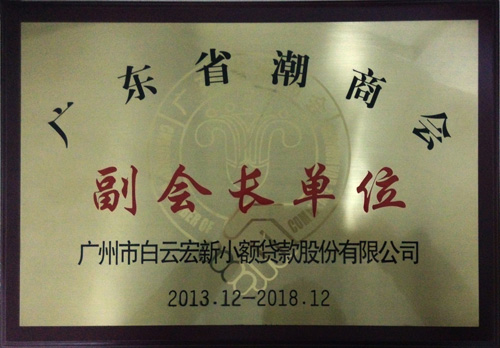 广东省潮商会
副会长单位
广州市白云宏新小额贷款股份有限公司
2013.12—2018.12